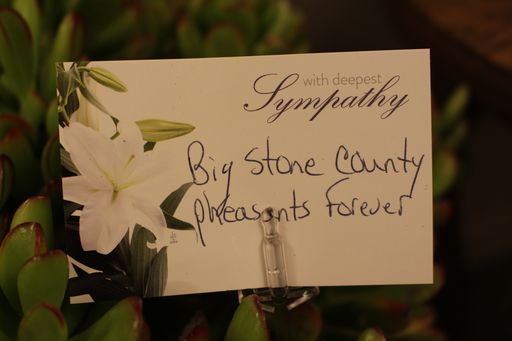 with deepest
Sympathy
Big Stone County
pheasants Forever